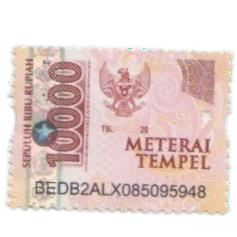 SEPULUH RIBU RUPIAH
10000
TGL. 20
METERAI
TEMPEL
BEDB2ALX085095948